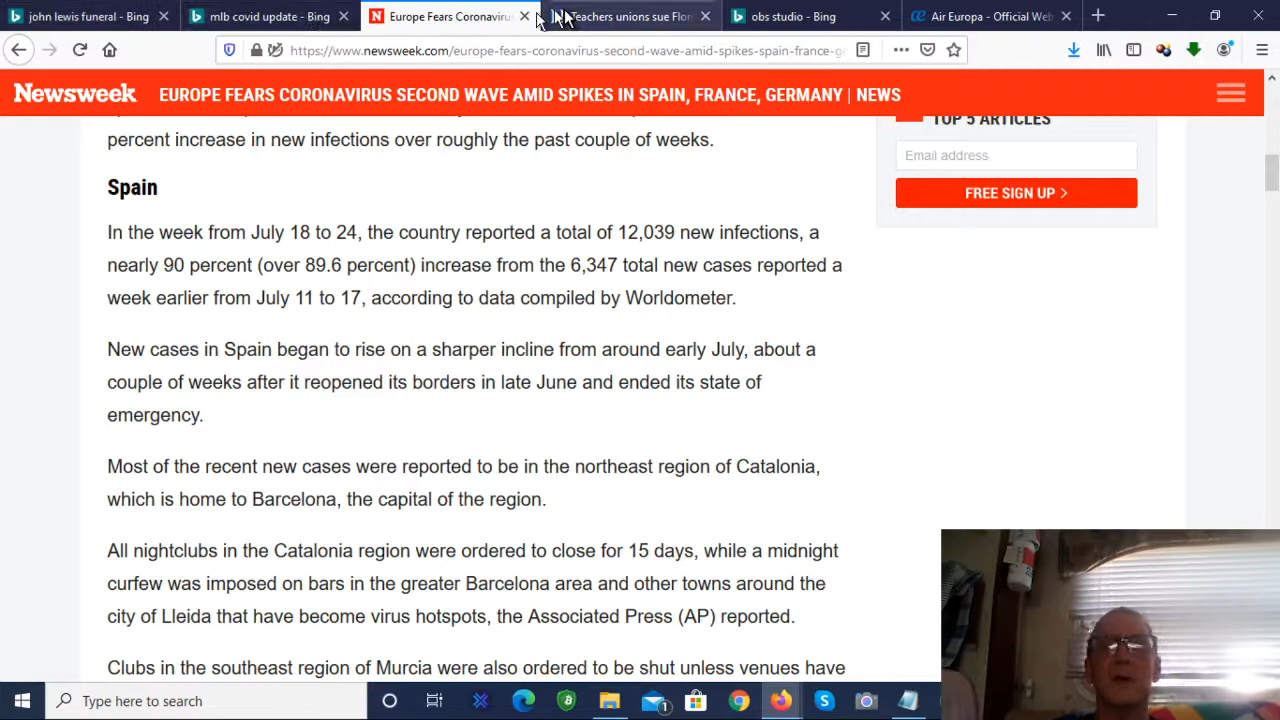 john lewis funeral - Bing
mlb covid update - Bing
Europe Fears Coronavirus
Teachers unions sue Flor
obs studio - Bing
Air Europa - Official Web
https://www.newsweek.com/europe-fears-coronavirus-second-wave-amid-spikes-spain-france-ge
Newsweek
EUROPE FEARS CORONAVIRUS SECOND WAVE AMID SPIKES IN SPAIN, FRANCE, GERMANY | NEWS
percent increase in new infections over roughly the past couple of weeks.
TOP 5 ARTICLES
Email address
FREE SIGN UP >
Spain
In the week from July 18 to 24, the country reported a total of 12,039 new infections, a
nearly 90 percent (over 89.6 percent) increase from the 6,347 total new cases reported a
week earlier from July 11 to 17, according to data compiled by Worldometer.
New cases in Spain began to rise on a sharper incline from around early July, about a
couple of weeks after it reopened its borders in late June and ended its state of
emergency.
Most of the recent new cases were reported to be in the northeast region of Catalonia,
which is home to Barcelona, the capital of the region.
All nightclubs in the Catalonia region were ordered to close for 15 days, while a midnight
curfew was imposed on bars in the greater Barcelona area and other towns around the
city of Lleida that have become virus hotspots, the Associated Press (AP) reported.
Clubs in the southeast region of Murcia were also ordered to be shut unless venues have
Type here to search
1